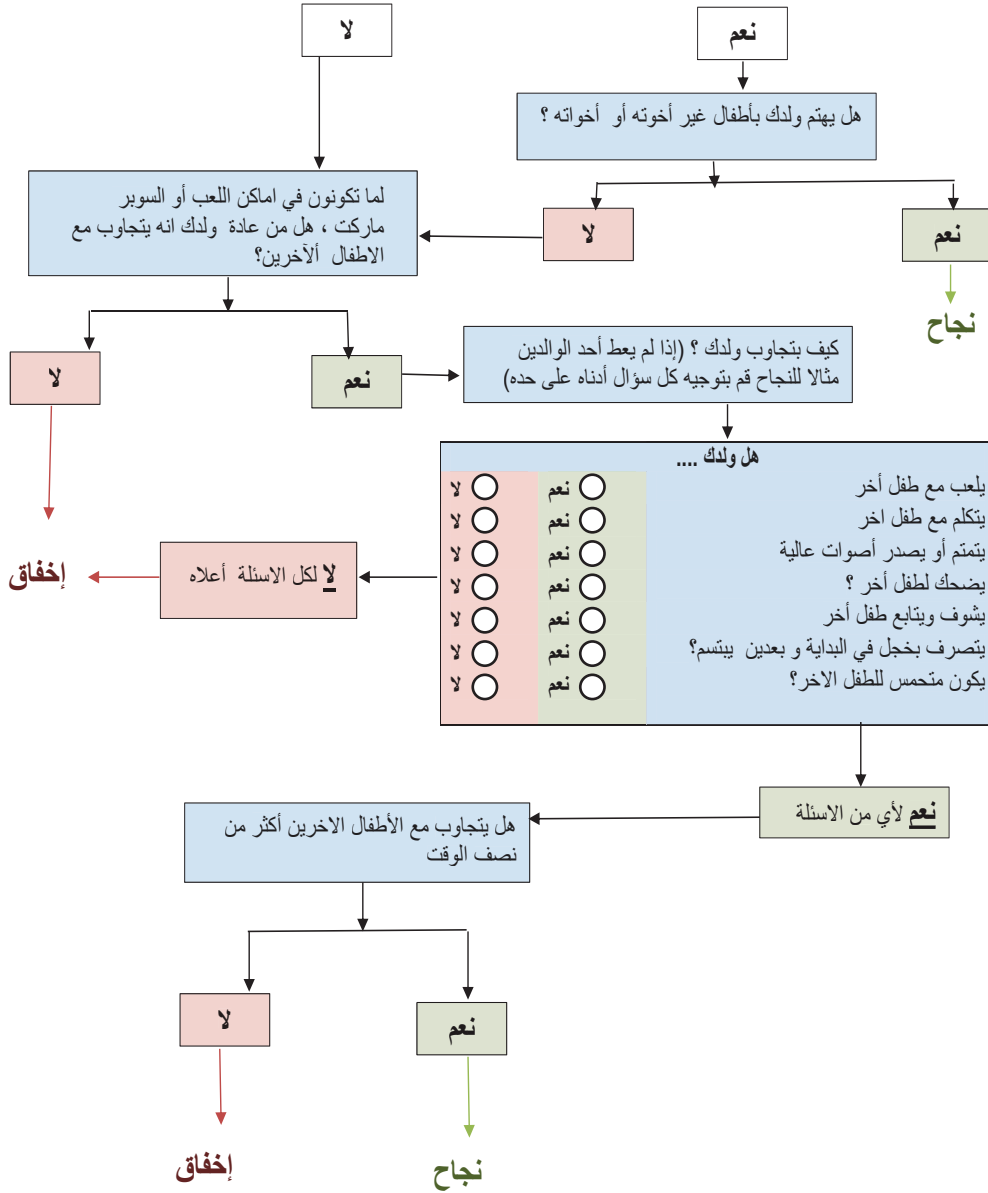 نعم
لا
هل يهتم ولدك بأطفال غير أخوته أو أخواته ؟
لما تكونون في اماكن اللعب أو السوبر
ماركت ، هل من عادة ولدك انه يتجاوب مع
الاطفال ألآخرين؟
لا
نعم
نجاح
لا
نعم
كيف بتجاوب ولدك ؟ (إذا لم يعط أحد الوالدين
مثالا للنجاح قم بتوجيه كل سؤال أدناه على حده)
هل ولدك ....
يلعب مع طفل أخر نعم لا
يتكلم مع طفل اخر نعم لا
يتمتم أو يصدر أصوات عالية نعم لا
يضحك لطفل أخر ؟ نعم لا
يشوف ويتابع طفل أخر نعم لا
يتصرف بخجل في البداية و بعدين يبتسم؟ نعم لا
يكون متحمس للطفل الاخر؟ نعم لا
لا لكل الاسئلة أعلاه
إخفاق
نعم لأي من الاسئلة
هل يتجاوب مع الأطفال الاخرين أكثر من
نصف الوقت
نعم
لا
نجاح
إخفاق